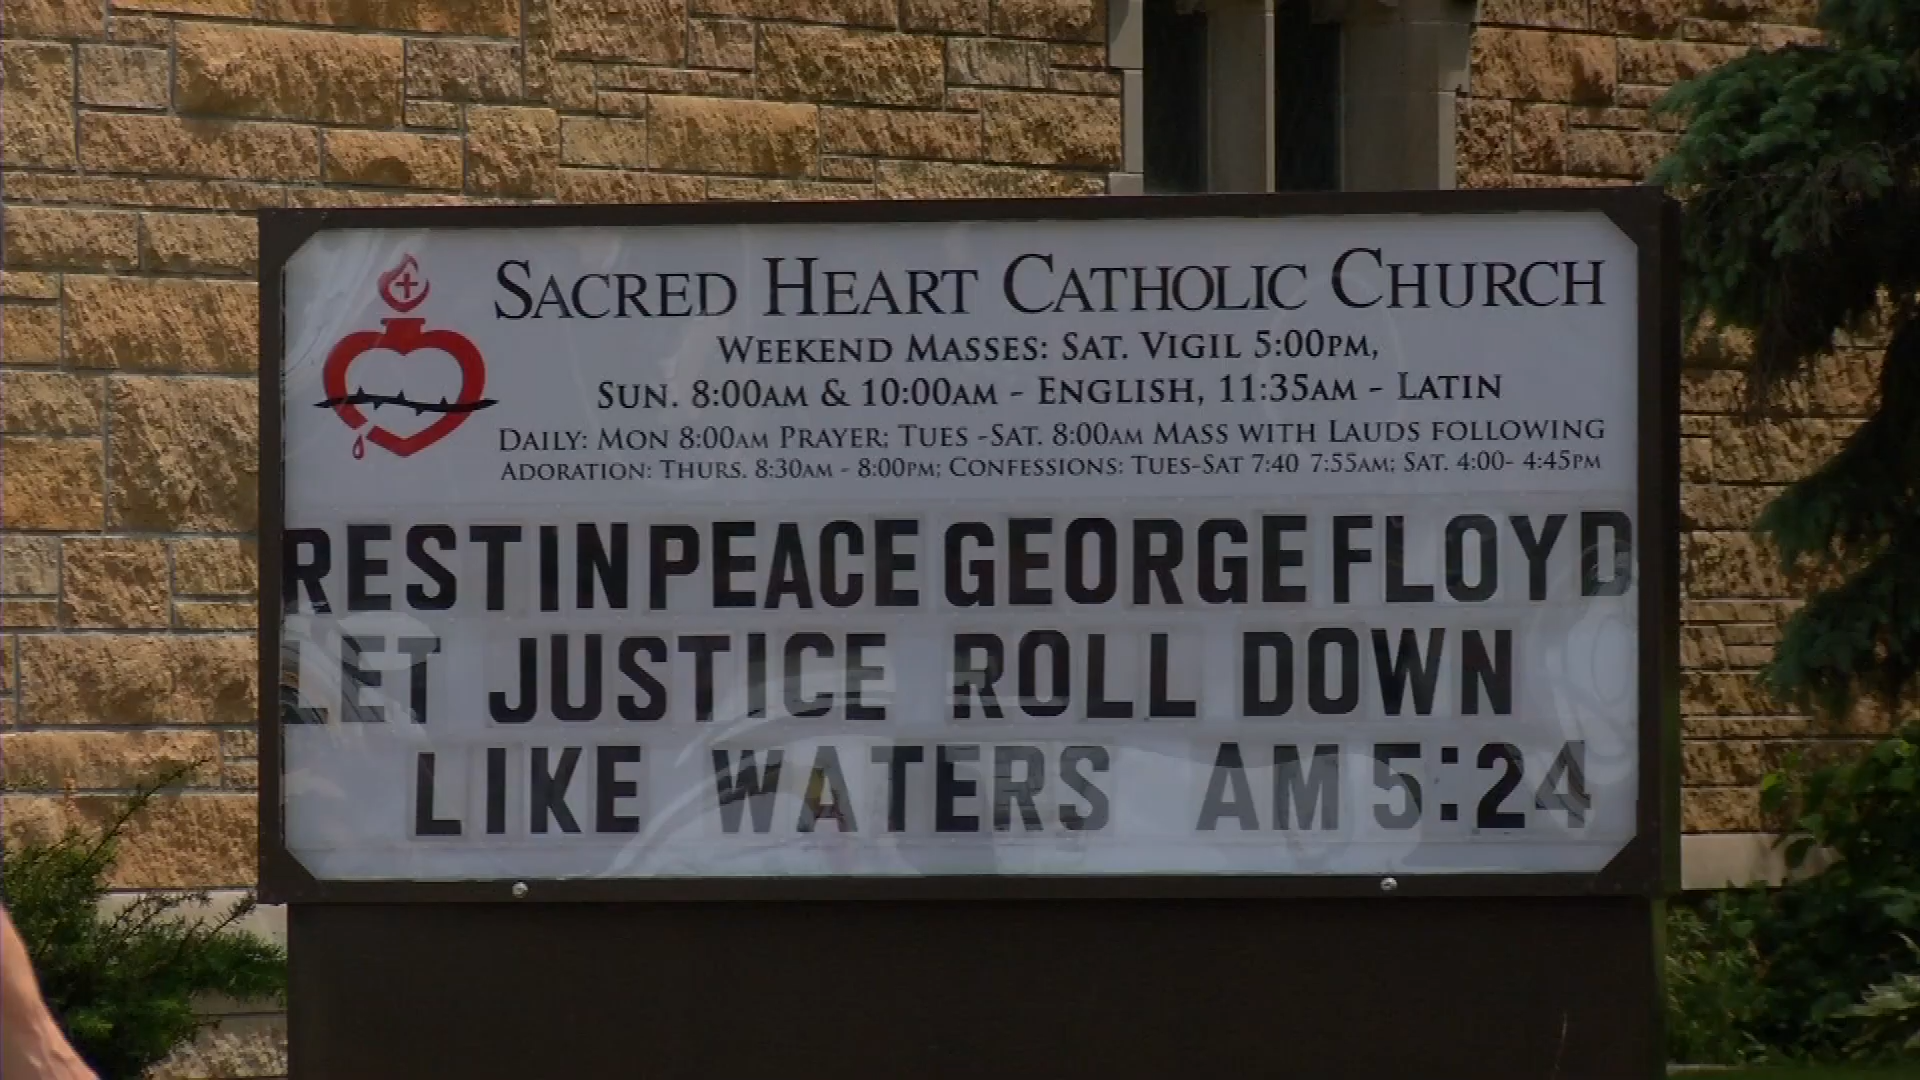 SACRED HEART CATHOLIC CHURCH
WEEKEND MASSES: SAT. VIGIL 5:00PM,
SUN. 8:00AM & 10:00AM - ENGLISH, 11:35AM - LATIN
DAILY: MON 8:00AM PRAYER; TUES -SAT. 8:00AM MASS WITH LAUDS FOLLOWING
ADORATION: THURS. 8:30AM - 8:00PM; CONFESSIONS: TUES-SAT 7:40 7:55AM; SAT. 4:00- 4:45PM
REST IN PEACE GEORGE FLOYD
LET JUSTICE ROLL DOWN
LIKE WATERS AM 5:24